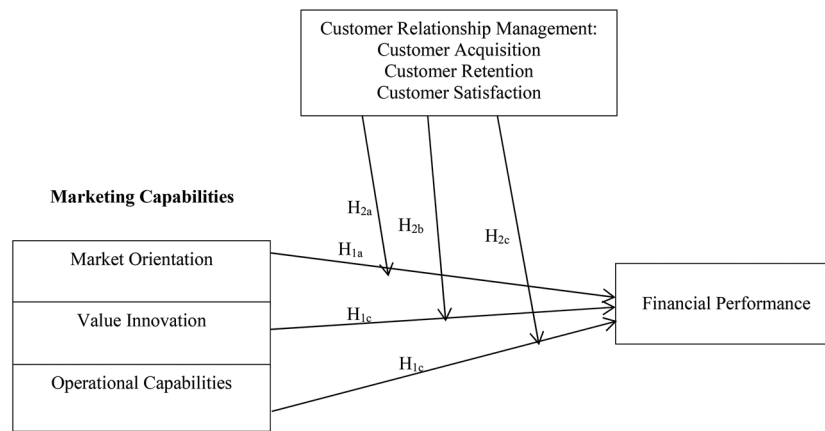 Customer Relationship Management:
Customer Acquisition
Customer Retention
Customer Satisfaction
Marketing Capabilities
H2a
H2b
H2c
H1a
Market Orientation
Value Innovation
H1c
Financial Performance
Operational Capabilities
H1c